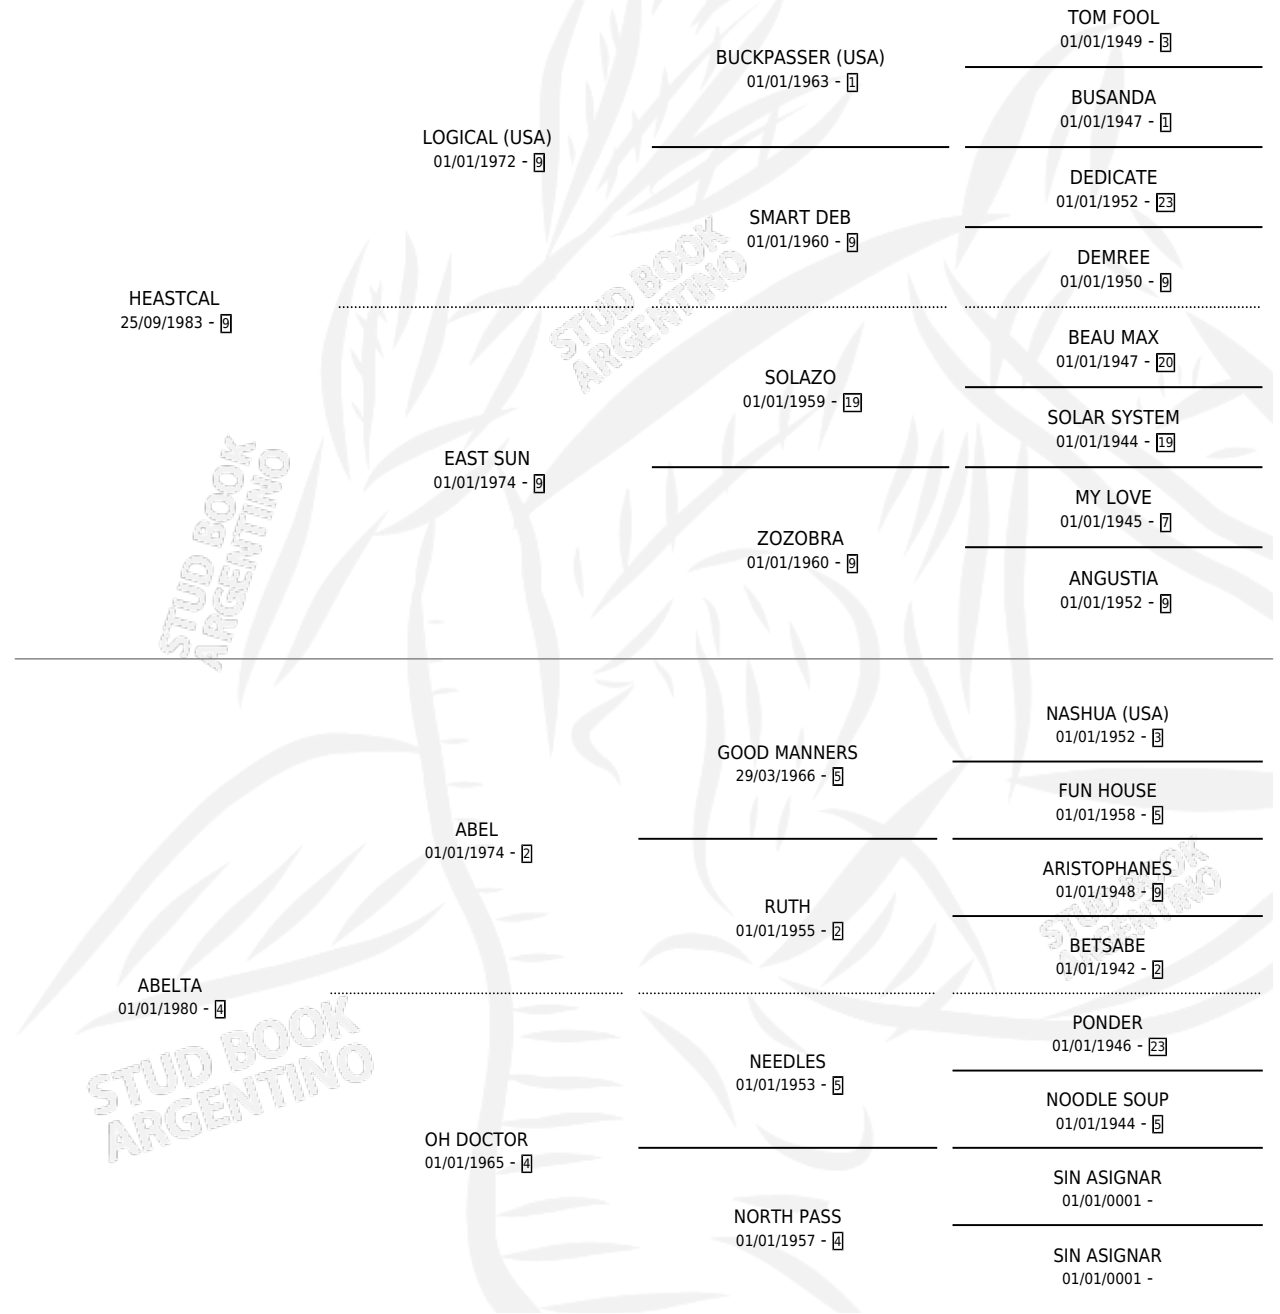 TOM FOOL
01/01/1949 - 3
BUCKPASSER (USA)
01/01/1963 - 1
BUSANDA
01/01/1947 - 1
LOGICAL (USA)
01/01/1972 - 9
DEDICATE
01/01/1952 - 23
SMART DEB
01/01/1960 - 9
DEMREE
01/01/1950 - 9
HEASTCAL
25/09/1983 - 9
BEAU MAX
01/01/1947 - 20
SOLAZO
01/01/1959 - 19
SOLAR SYSTEM
01/01/1944 - 19
EAST SUN
01/01/1974 - 9
MY LOVE
01/01/1945 - 7
ZOZOBRA
01/01/1960 - 9
ANGUSTIA
01/01/1952 - 9
NASHUA (USA)
01/01/1952 - 3
GOOD MANNERS
29/03/1966 - 5
FUN HOUSE
01/01/1958 - 5
ABEL
01/01/1974 - 2
ARISTOPHANES
01/01/1948 - 9
RUTH
01/01/1955 - 2
BETSABE
01/01/1942 - 2
ABELTA
01/01/1980 - 4
PONDER
01/01/1946 - 23
NEEDLES
01/01/1953 - 5
NOODLE SOUP
01/01/1944 - 5
OH DOCTOR
01/01/1965 - 4
SIN ASIGNAR
01/01/0001 -
NORTH PASS
01/01/1957 - 4
SIN ASIGNAR
01/01/0001 -
STUD BOOK
ARGENTINO
STUD BOOK
ARGENTINO
STUD BOOK
ARGENTINO
STUD BOOK
ARGENTINO